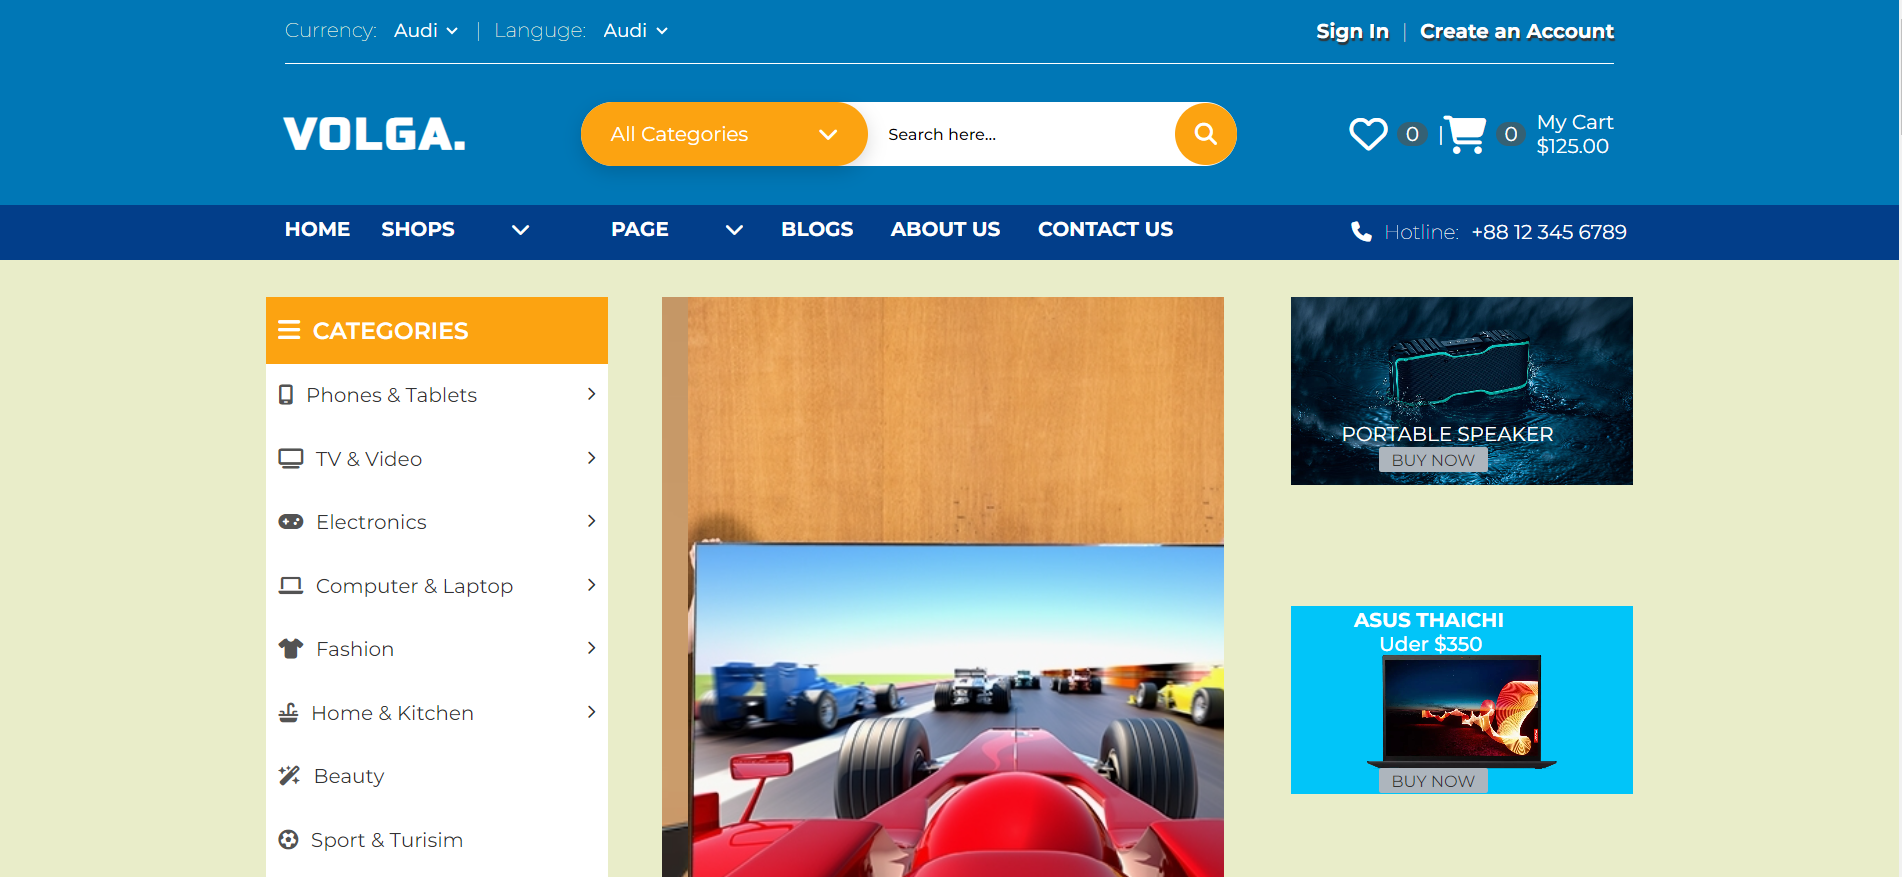 Currency: Audi | Languge: Audi
Sign In | Create an Account
VOLGA.
All Categories
Search here...
0 | 0
My Cart
$125.00
HOME SHOPS PAGE BLOGS ABOUT US CONTACT US
Hotline: +88 12 345 6789
CATEGORIES
Phones & Tablets
TV & Video
Electronics
Computer & Laptop
Fashion
Home & Kitchen
Beauty
Sport & Turisim
PORTABLE SPEAKER
BUY NOW
ASUS THAICHI
Uder $350
BUY NOW